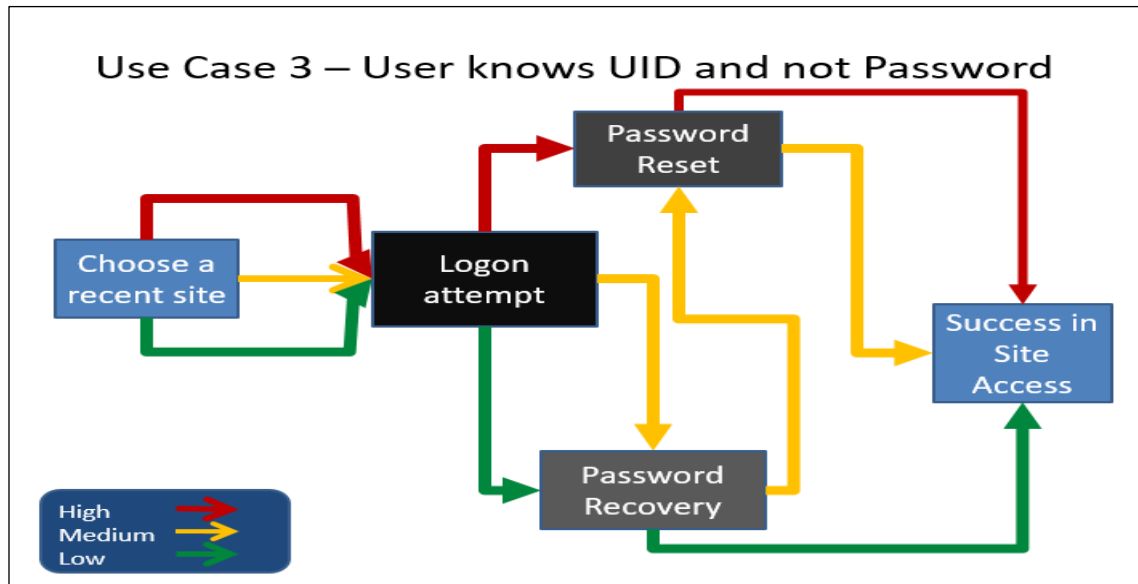 Use Case 3 – User knows UID and not Password
Password
Reset
Choose a
recent site
Logon
attempt
Success in
Site
Access
Password
Recovery
High
Medium
Low